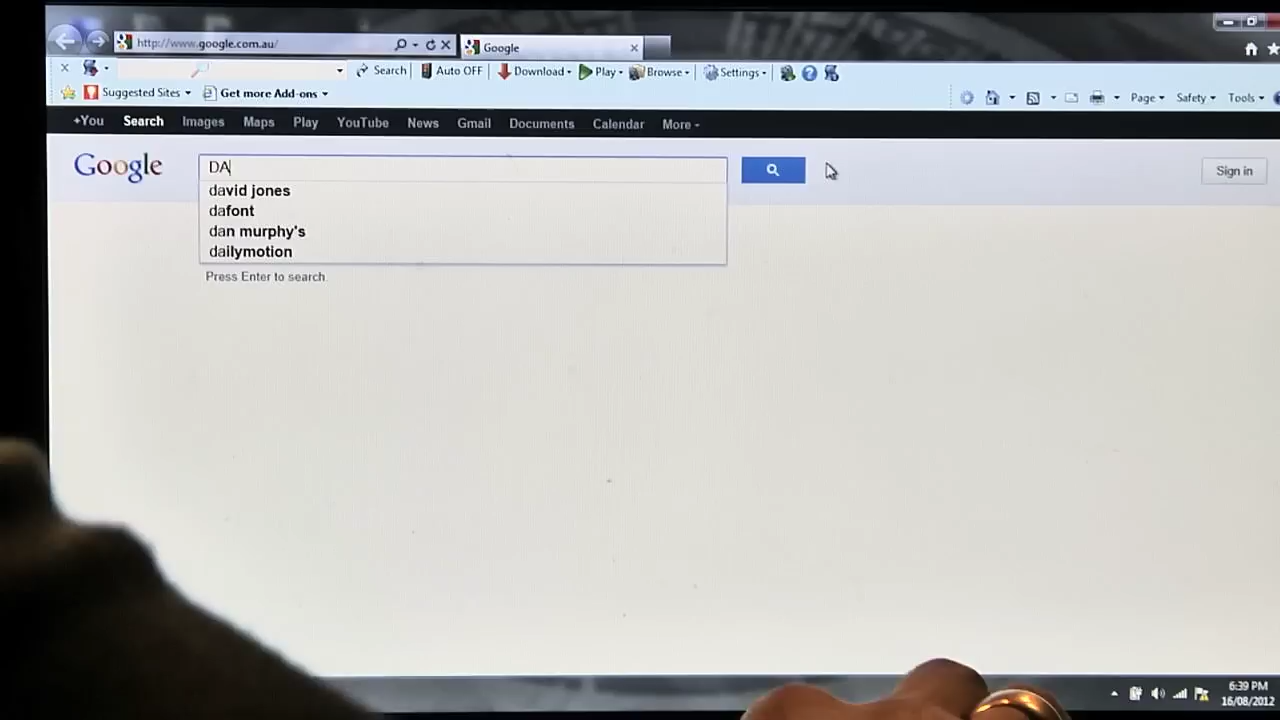 http://www.google.com.au/
Google
Search
Auto OFF
Download
Play
Browse
Settings
Suggested Sites
Get more Add-ons
Page
Safety
Tools
+You
Search
Images
Maps
Play
YouTube
News
Gmail
Documents
Calendar
More
Google
DA
Sign in
david jones
dafont
dan murphy's
dailymotion
Press Enter to search.
6:39 PM
16/08/2012